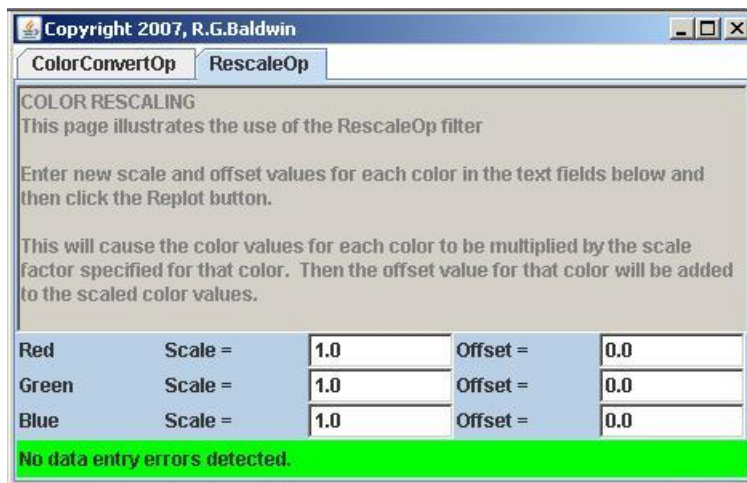 Copyright 2007, R.G.Baldwin
ColorConvertOp RescaleOp
COLOR RESCALING
This page illustrates the use of the RescaleOp filter
Enter new scale and offset values for each color in the text fields below and
then click the Replot button.
This will cause the color values for each color to be multiplied by the scale
factor specified for that color.  Then the offset value for that color will be added
to the scaled color values.
Red Scale = 1.0 Offset = 0.0
Green Scale = 1.0 Offset = 0.0
Blue Scale = 1.0 Offset = 0.0
No data entry errors detected.